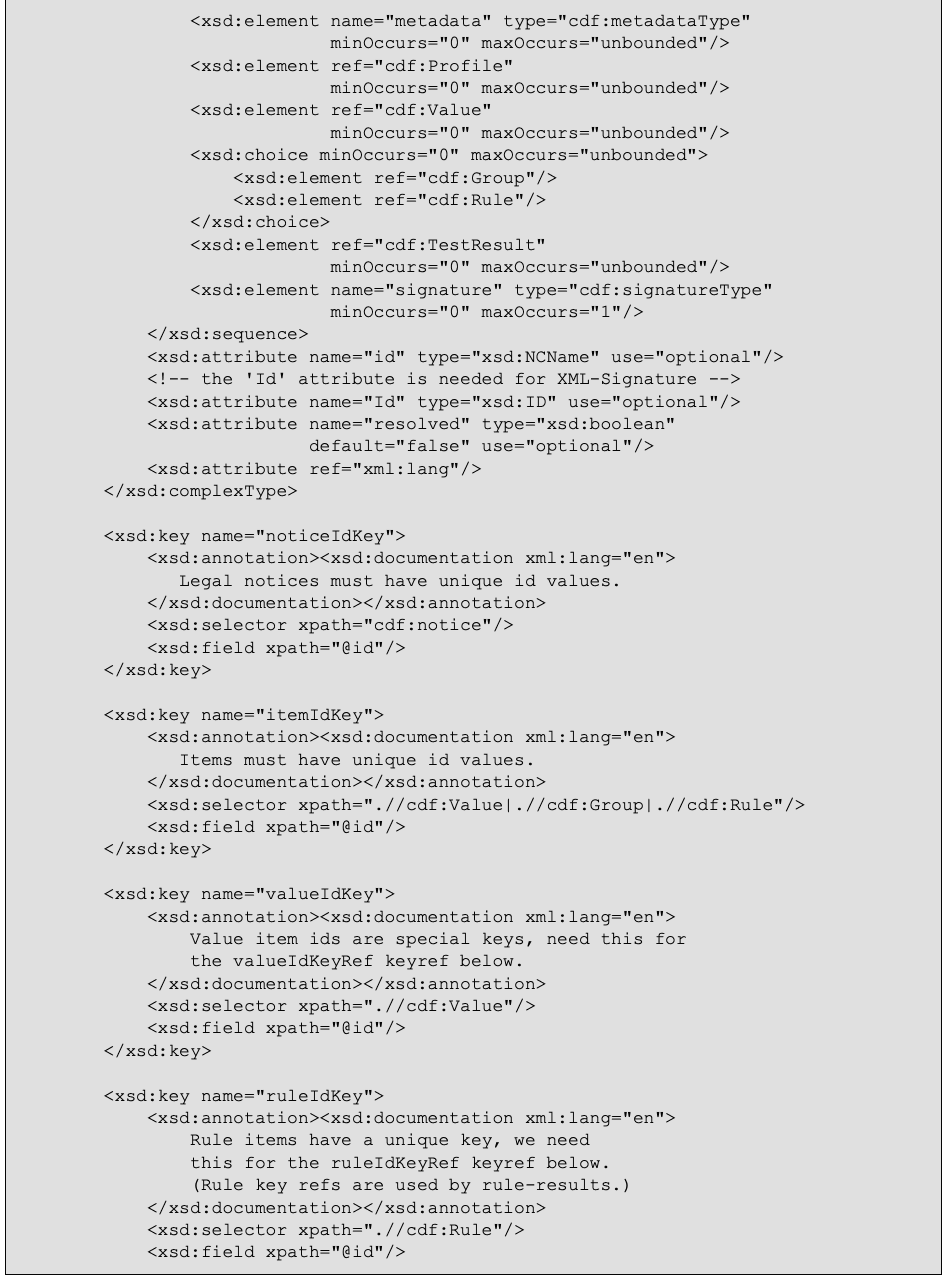 <xsd:element name="metadata" type="cdf:metadataType"
minOccurs="0" maxOccurs="unbounded"/>
<xsd:element ref="cdf:Profile"
minOccurs="0" maxOccurs="unbounded"/>
<xsd:element ref="cdf:Value"
minOccurs="0" maxOccurs="unbounded"/>
<xsd:choice minOccurs="0" maxOccurs="unbounded">
<xsd:element ref="cdf:Group"/>
<xsd:element ref="cdf:Rule"/>
</xsd:choice>
<xsd:element ref="cdf:TestResult"
minOccurs="0" maxOccurs="unbounded"/>
<xsd:element name="signature" type="cdf:signatureType"
minOccurs="0" maxOccurs="1"/>
</xsd:sequence>
<xsd:attribute name="id" type="xsd:NCName" use="optional"/>
<!-- the 'Id' attribute is needed for XML-Signature -->
<xsd:attribute name="Id" type="xsd:ID" use="optional"/>
<xsd:attribute name="resolved" type="xsd:boolean"
default="false" use="optional"/>
<xsd:attribute ref="xml:lang"/>
</xsd:complexType>
<xsd:key name="noticeIdKey">
<xsd:annotation><xsd:documentation xml:lang="en">
Legal notices must have unique id values.
</xsd:documentation></xsd:annotation>
<xsd:selector xpath="cdf:notice"/>
<xsd:field xpath="@id"/>
</xsd:key>
<xsd:key name="itemIdKey">
<xsd:annotation><xsd:documentation xml:lang="en">
Items must have unique id values.
</xsd:documentation></xsd:annotation>
<xsd:selector xpath=".//cdf:Value|.//cdf:Group|.//cdf:Rule"/>
<xsd:field xpath="@id"/>
</xsd:key>
<xsd:key name="valueIdKey">
<xsd:annotation><xsd:documentation xml:lang="en">
Value item ids are special keys, need this for
the valueIdKeyRef keyref below.
</xsd:documentation></xsd:annotation>
<xsd:selector xpath=".//cdf:Value"/>
<xsd:field xpath="@id"/>
</xsd:key>
<xsd:key name="ruleIdKey">
<xsd:annotation><xsd:documentation xml:lang="en">
Rule items have a unique key, we need
this for the ruleIdKeyRef keyref below.
(Rule key refs are used by rule-results.)
</xsd:documentation></xsd:annotation>
<xsd:selector xpath=".//cdf:Rule"/>
<xsd:field xpath="@id"/>